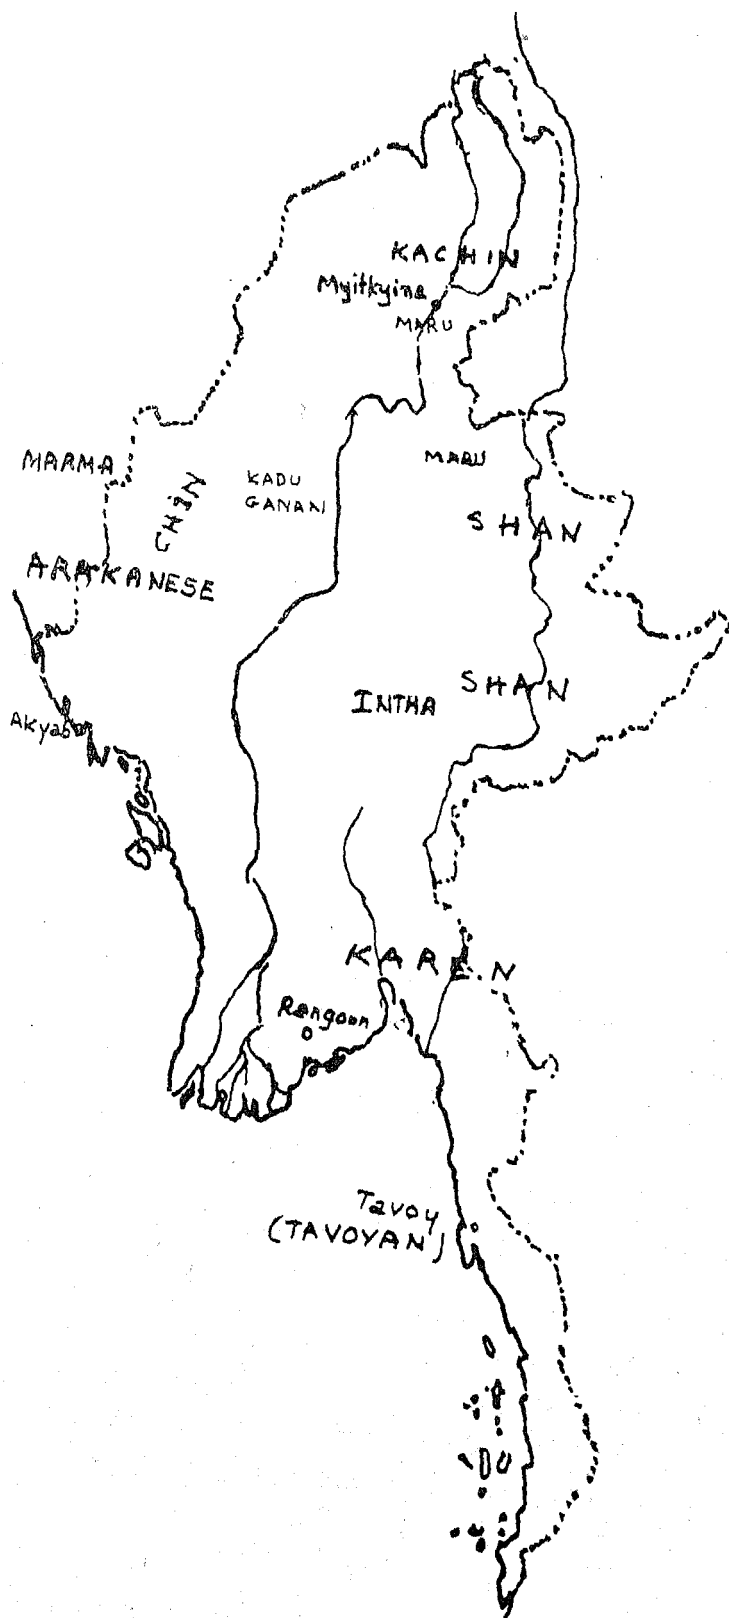 KACHIN
Myitkyina
MARU
MARMA
CHIN
KADU
GANAN
MARU
SHAN
ARAKANESE
SHAN
INTHA
Akyab
KAREN
Rangoon
Tavoy
(TAVOYAN)